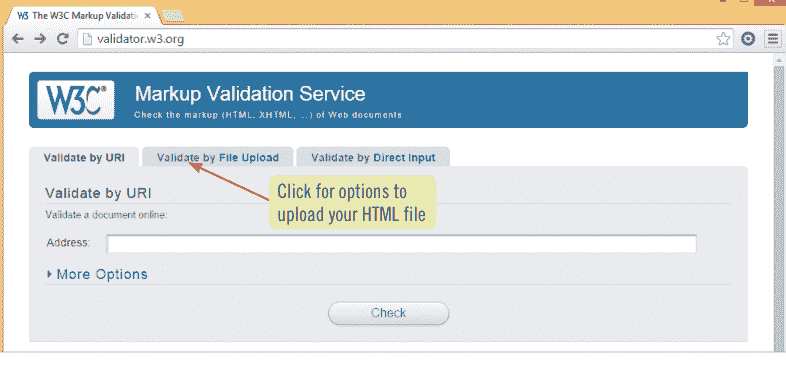 W3 The W3C Markup Validati
validator.w3.org
W3C®
Markup Validation Service
Check the markup (HTML, XHTML, ...) of Web documents
Validate by URI
Validate by File Upload
Validate by Direct Input
Validate by URI
Validate a document online:
Click for options to
upload your HTML file
Address:
More Options
Check